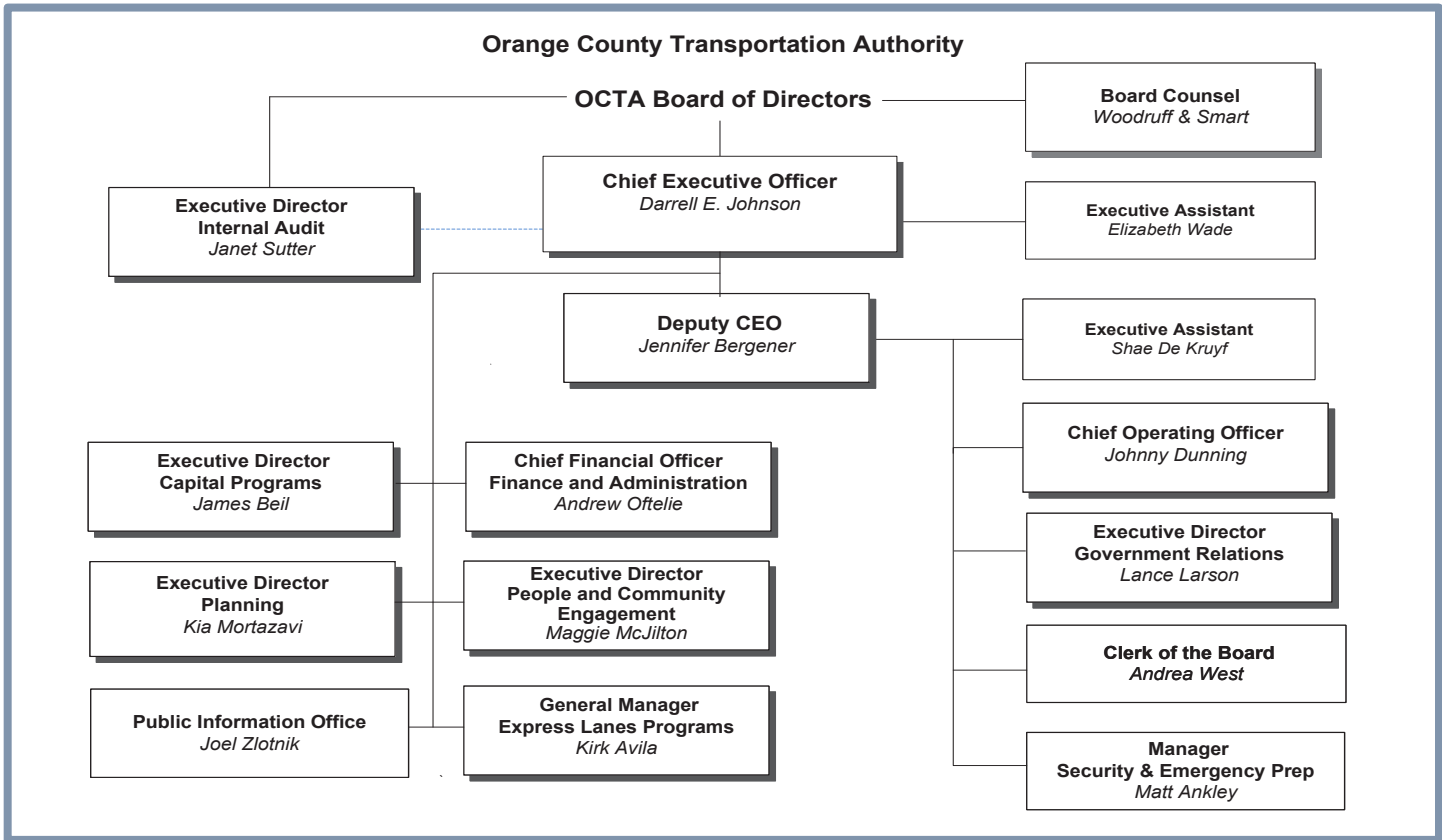 Orange County Transportation Authority
OCTA Board of Directors
Board Counsel
Woodruff & Smart
Chief Executive Officer
Darrell E. Johnson
Executive Director
Internal Audit
Janet Sutter
Executive Assistant
Elizabeth Wade
Deputy CEO
Jennifer Bergener
Executive Assistant
Shae De Kruyf
Executive Director
Capital Programs
James Beil
Chief Financial Officer
Finance and Administration
Andrew Oftelie
Chief Operating Officer
Johnny Dunning
Executive Director
Government Relations
Lance Larson
Executive Director
Planning
Kia Mortazavi
Executive Director
People and Community
Engagement
Maggie McJilton
Clerk of the Board
Andrea West
Public Information Office
Joel Zlotnik
General Manager
Express Lanes Programs
Kirk Avila
Manager
Security & Emergency Prep
Matt Ankley